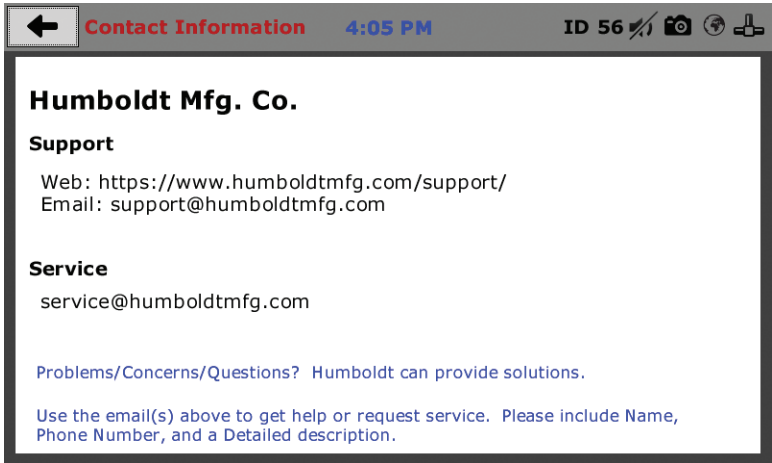 Contact Information 4:05 PM ID 56
Humboldt Mfg. Co.
Support
Web: https://www.humboldtmfg.com/support/
Email: support@humboldtmfg.com
Service
service@humboldtmfg.com
Problems/Concerns/Questions?  Humboldt can provide solutions.
Use the email(s) above to get help or request service.  Please include Name,
Phone Number, and a Detailed description.